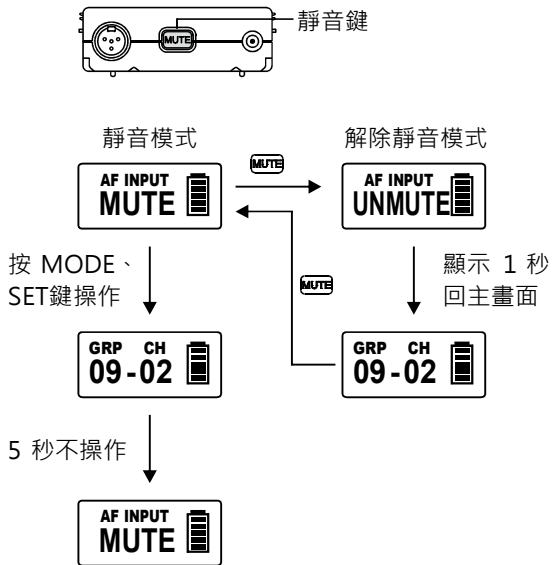 MUTE
靜音鍵
靜音模式
解除靜音模式
MUTE
AF INPUT
MUTE
AF INPUT
UNMUTE
按 MODE、
SET鍵操作
MUTE
顯示 1 秒
回主畫面
GRP CH
09-02
GRP CH
09-02
5 秒不操作
AF INPUT
MUTE